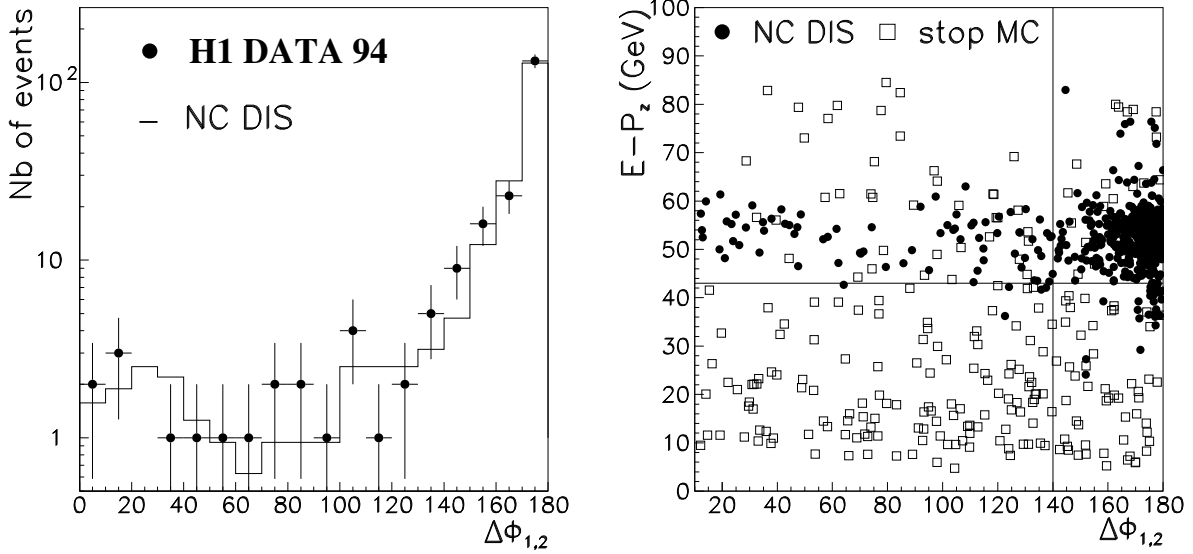 Nb of events
H1 DATA 94
NC DIS
10²
10
1
0 20 40 60 80 100 120 140 160 180
ΔΦ1,2
E−Pz (GeV)
NC DIS stop MC
100
90
80
70
60
50
40
30
20
10
0
20 40 60 80 100 120 140 160 180
ΔΦ1,2